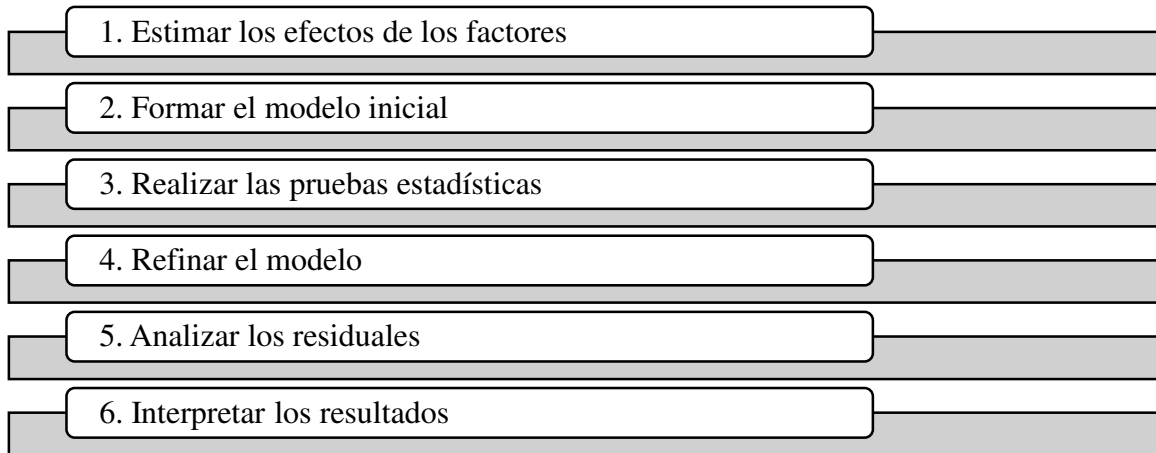 1. Estimar los efectos de los factores
2. Formar el modelo inicial
3. Realizar las pruebas estadísticas
4. Refinar el modelo
5. Analizar los residuales
6. Interpretar los resultados